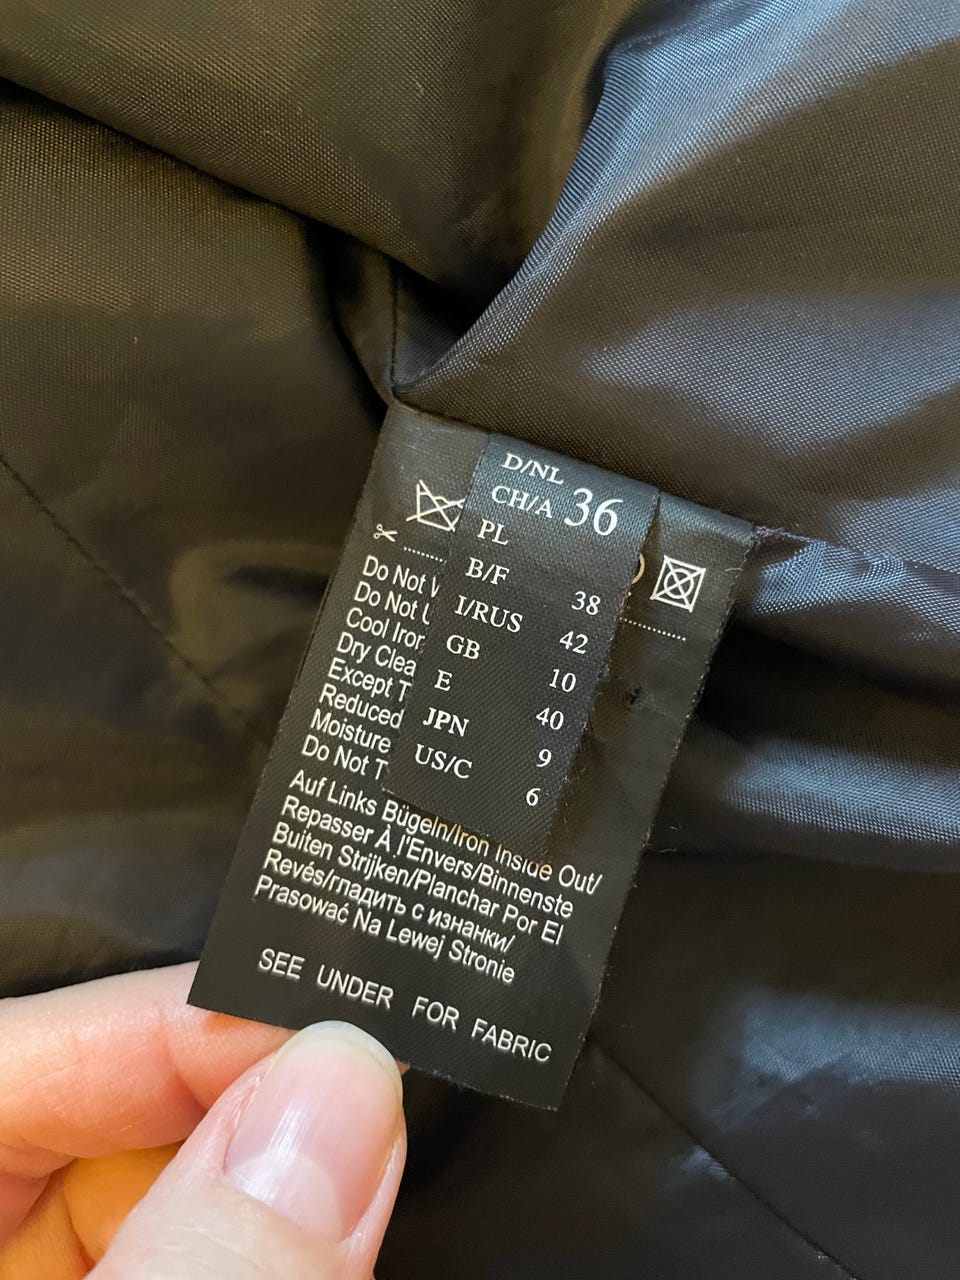 D/NL
CH/A 36
PL
B/F 38
I/RUS 42
GB 10
E 40
JPN 9
US/C 6
Do Not
Do Not
Cool
Dry
Except
Reduced
Moisture
Do Not
Auf Links Bügeln/Iron Inside Out/
Repasser À l'Envers/Binnenste
Buiten Strijken/Planchar Por El
Revés/гладить с изнанки/
Prasować Na Lewej Stronie
SEE UNDER FOR FABRIC